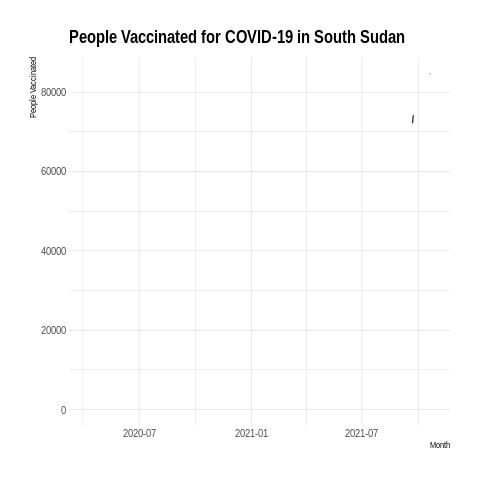 People Vaccinated for COVID-19 in South Sudan
People Vaccinated
80000
60000
40000
20000
0
2020-07
2021-01
2021-07
Month